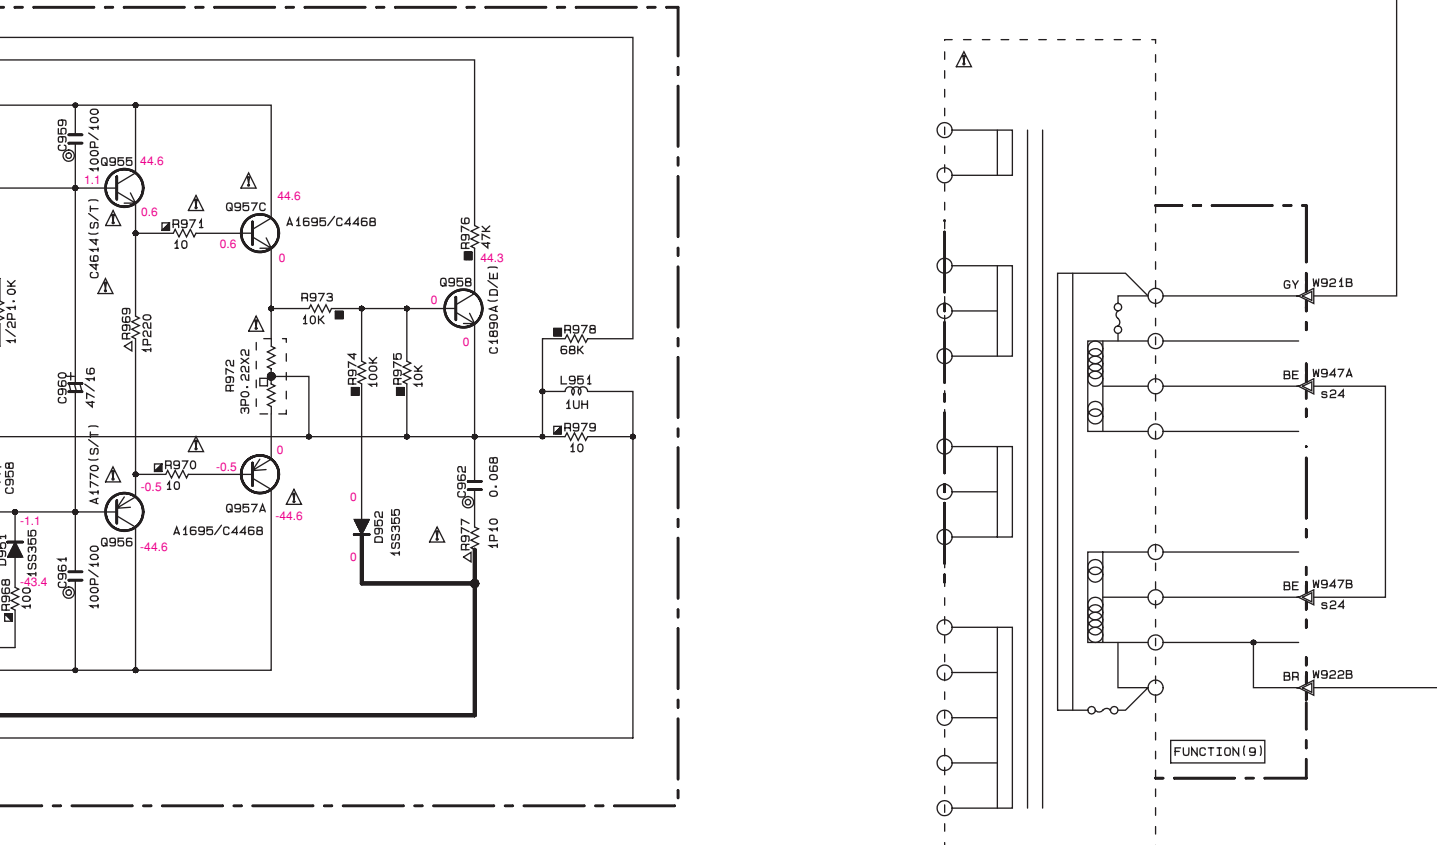 C959
100P/100
Q955
44.6
1.1
0.6
C4614(S/T)
R971
10
0.6
Q957C
44.6
A1695/C4468
0
R976
47K
44.3
Q958
0
0
C1890A(D/E)
R973
10K
1/2P1.0K
R969
1P220
R972
3P0.22X2
R974
100K
R975
10K
R978
68K
L951
1UH
R979
10
C960
+
47/16
A1770(S/T)
C958
R970
10
-0.5
-0.5
0
Q957A
-44.6
A1695/C4468
Q956
-44.6
-1.1
D951
1SS355
-43.4
R968
100
C961
100P/100
0
D952
1SS355
0
C962
0.068
R977
1P10
GY
W921B
BE
W947A
s24
BE
W947B
s24
BR
W922B
FUNCTION(9)